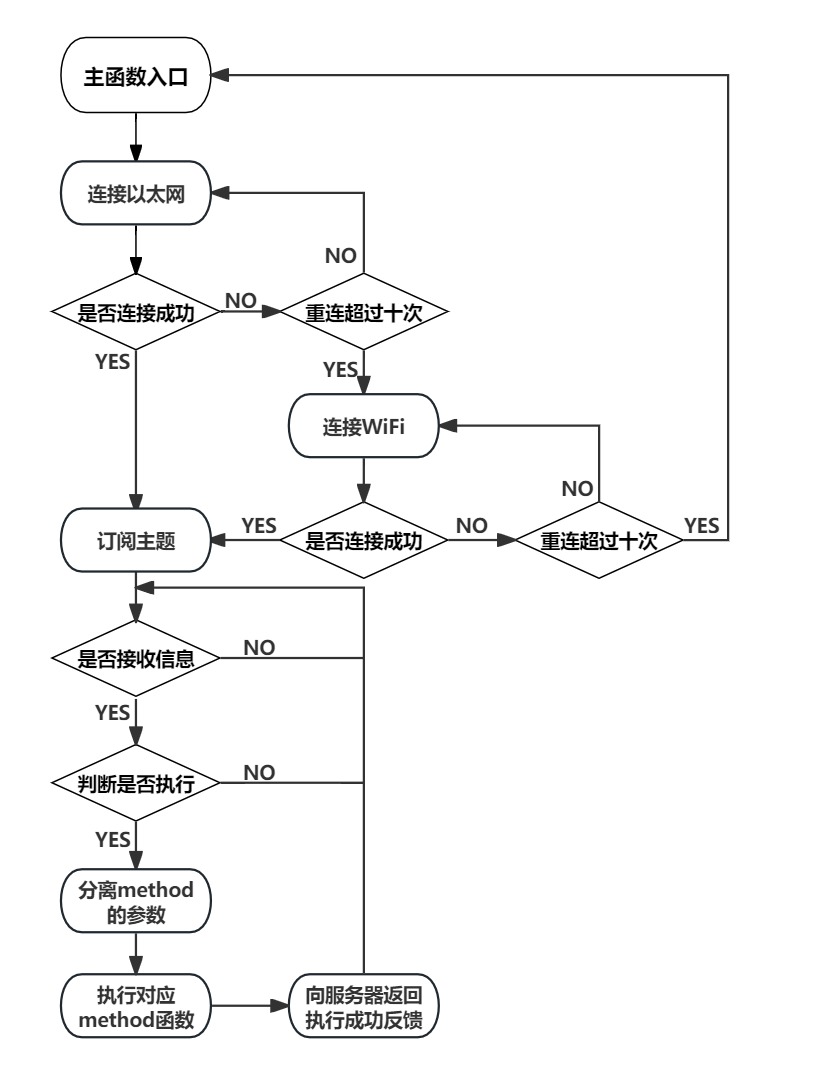 主函数入口
连接以太网
NO
是否连接成功
NO
重连超过十次
YES
YES
连接WiFi
NO
订阅主题
YES
是否连接成功
NO
重连超过十次
YES
是否接收信息
NO
YES
判断是否执行
NO
YES
分离method
的参数
执行对应
method函数
向服务器返回
执行成功反馈